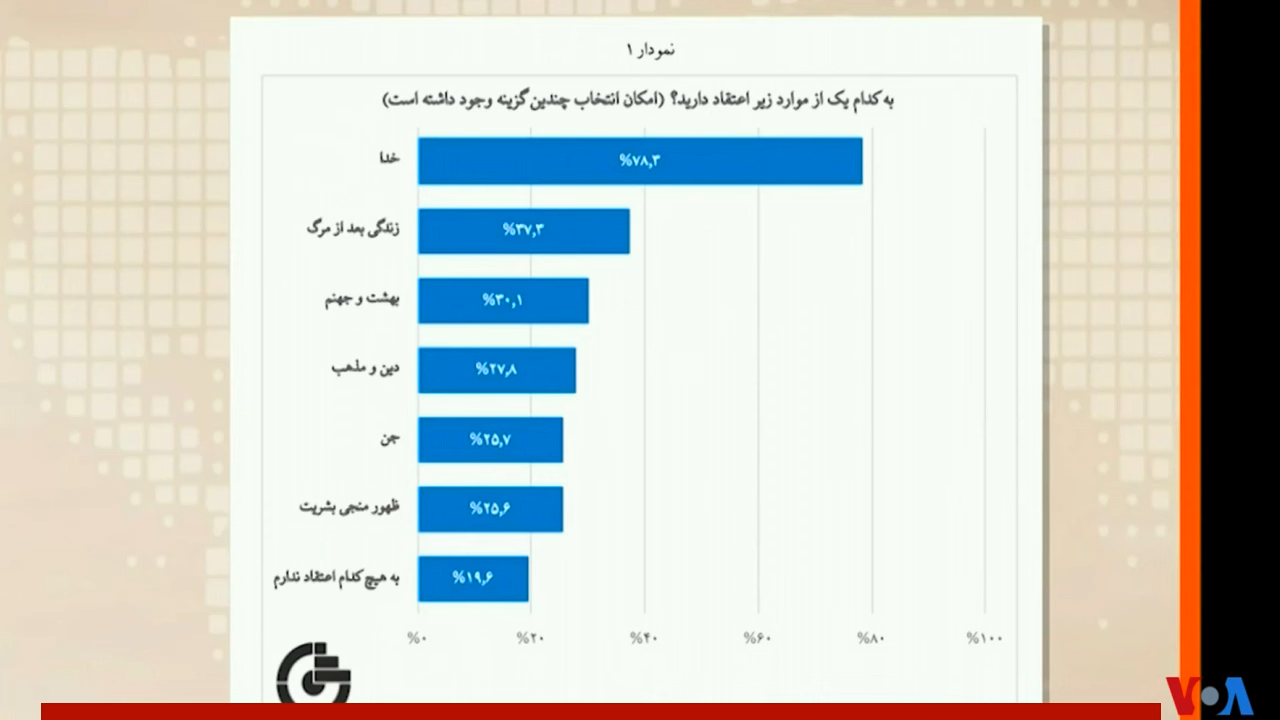 نمودار ۱
به کدام یک از موارد زیر اعتقاد دارید؟ (امکان انتخاب چندین گزینه وجود داشته است)
خدا
%۷۸,۳
زندگی بعد از مرگ
%۳۷,۳
بهشت و جهنم
%۳۰,۱
دین و مذهب
%۲۷,۸
جن
%۲۵,۷
ظهور منجی بشریت
%۲۵,۶
به هیچ کدام اعتقاد ندارم
%۱۹,۶
%۰ %۲۰ %۴۰ %۶۰ %۸۰ %۱۰۰
VOA